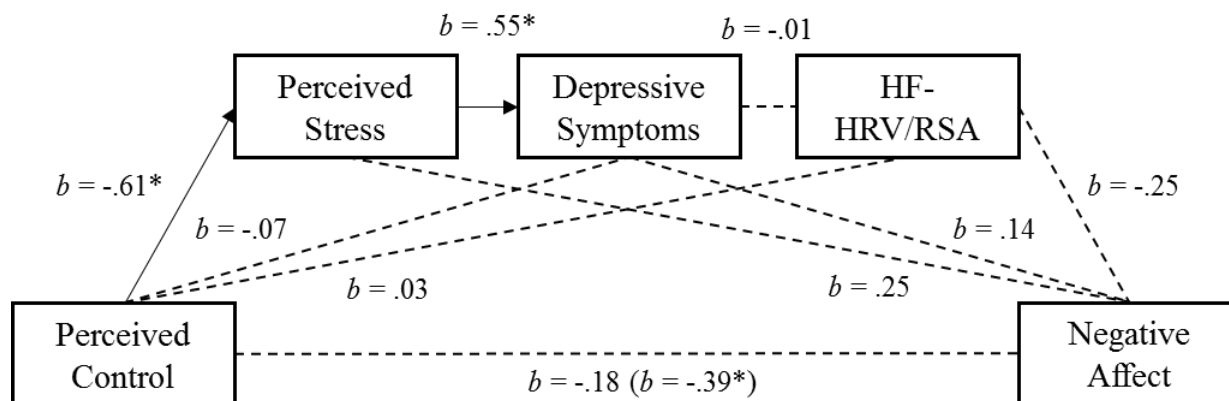 b = .55*
b = -.01
Perceived
Stress
Depressive
Symptoms
HF-
HRV/RSA
b = -.61*
b = -.25
b = -.07
b = .14
b = .03
b = .25
Perceived
Control
Negative
Affect
b = -.18 (b = -.39*)